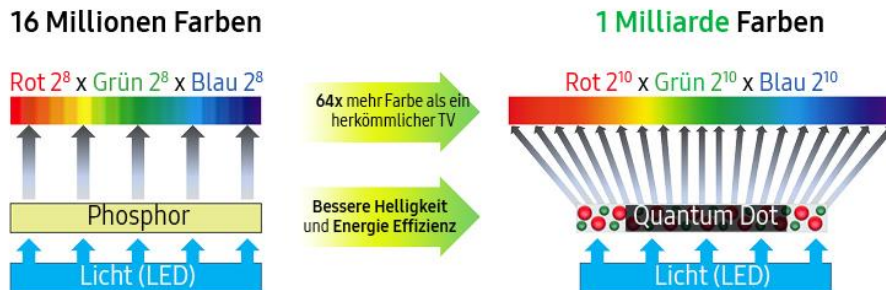 16 Millionen Farben
Rot 2⁸ x Grün 2⁸ x Blau 2⁸
Phosphor
Licht (LED)
64x mehr Farbe als ein
herkömmlicher TV
Bessere Helligkeit
und Energie Effizienz
1 Milliarde Farben
Rot 2¹⁰ x Grün 2¹⁰ x Blau 2¹⁰
Quantum Dot
Licht (LED)